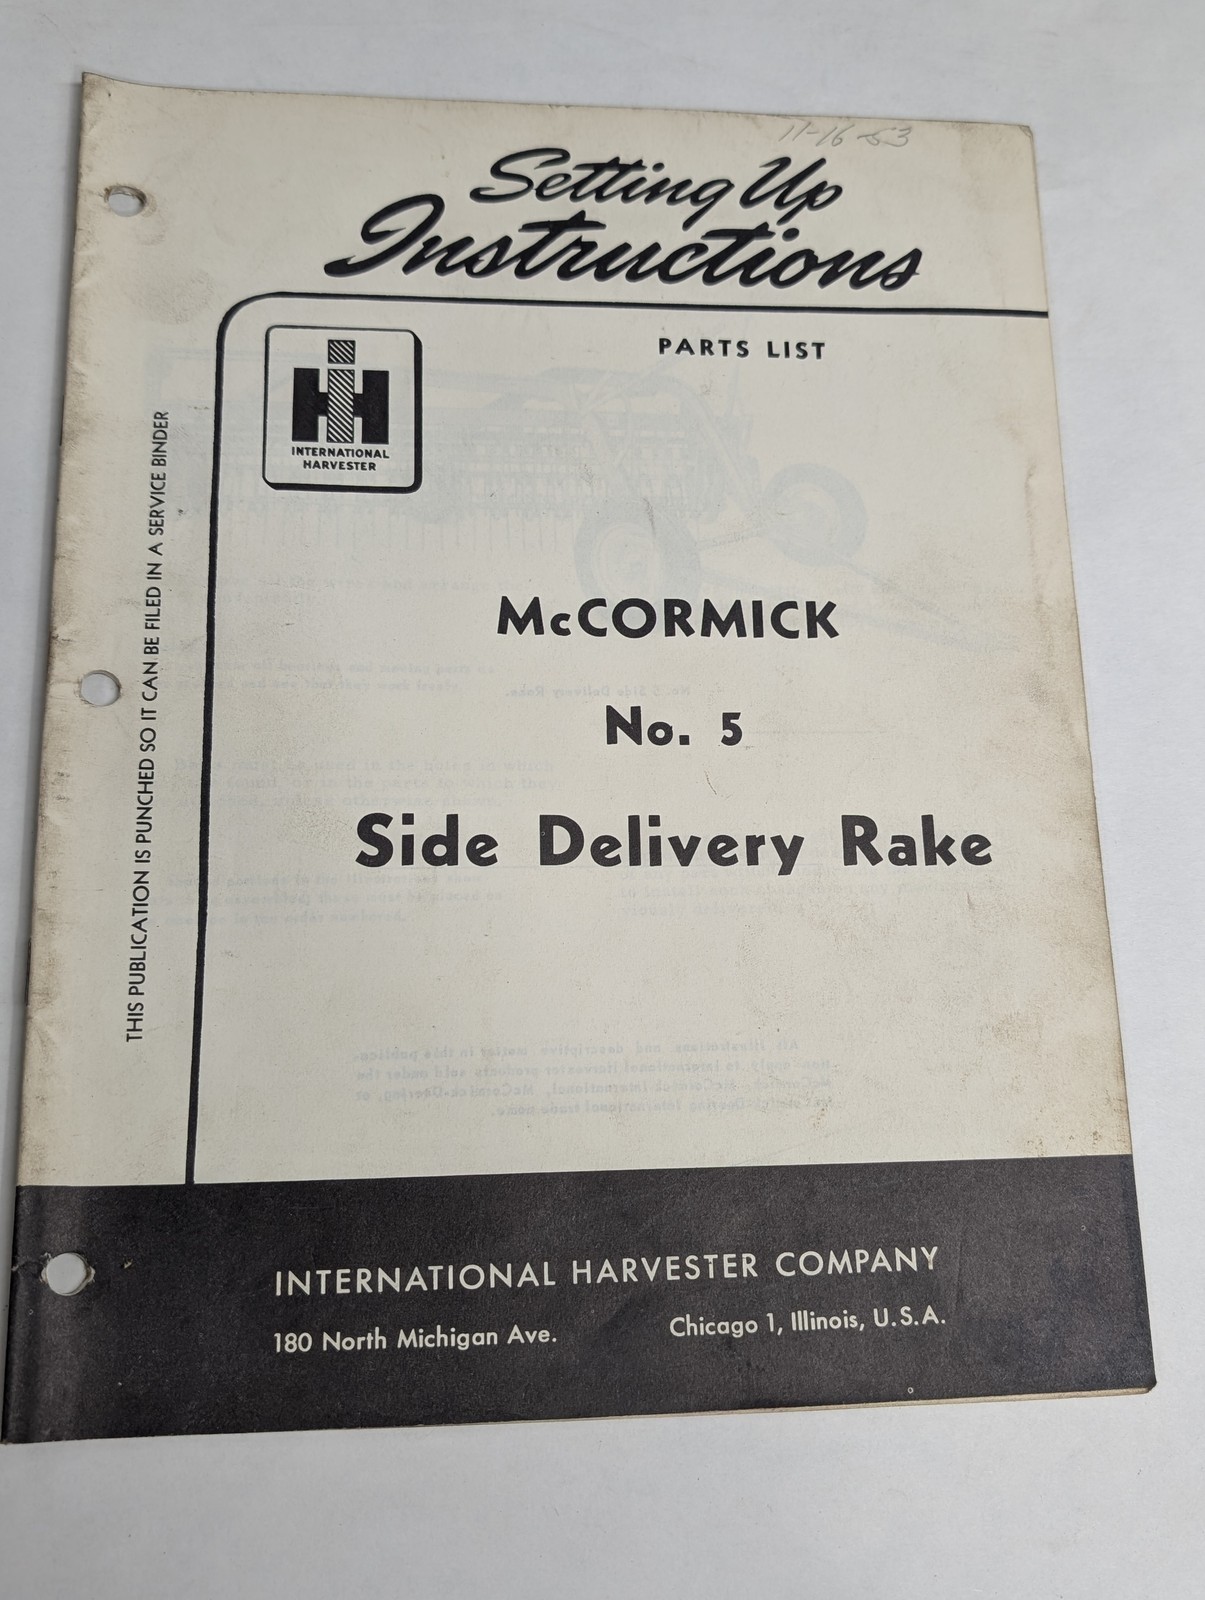 11-16-53
Setting Up
Instructions
PARTS LIST
IH
INTERNATIONAL
HARVESTER
THIS PUBLICATION IS PUNCHED SO IT CAN BE FILED IN A SERVICE BINDER
McCORMICK
No. 5
Side Delivery Rake
INTERNATIONAL HARVESTER COMPANY
180 North Michigan Ave. Chicago 1, Illinois, U.S.A.